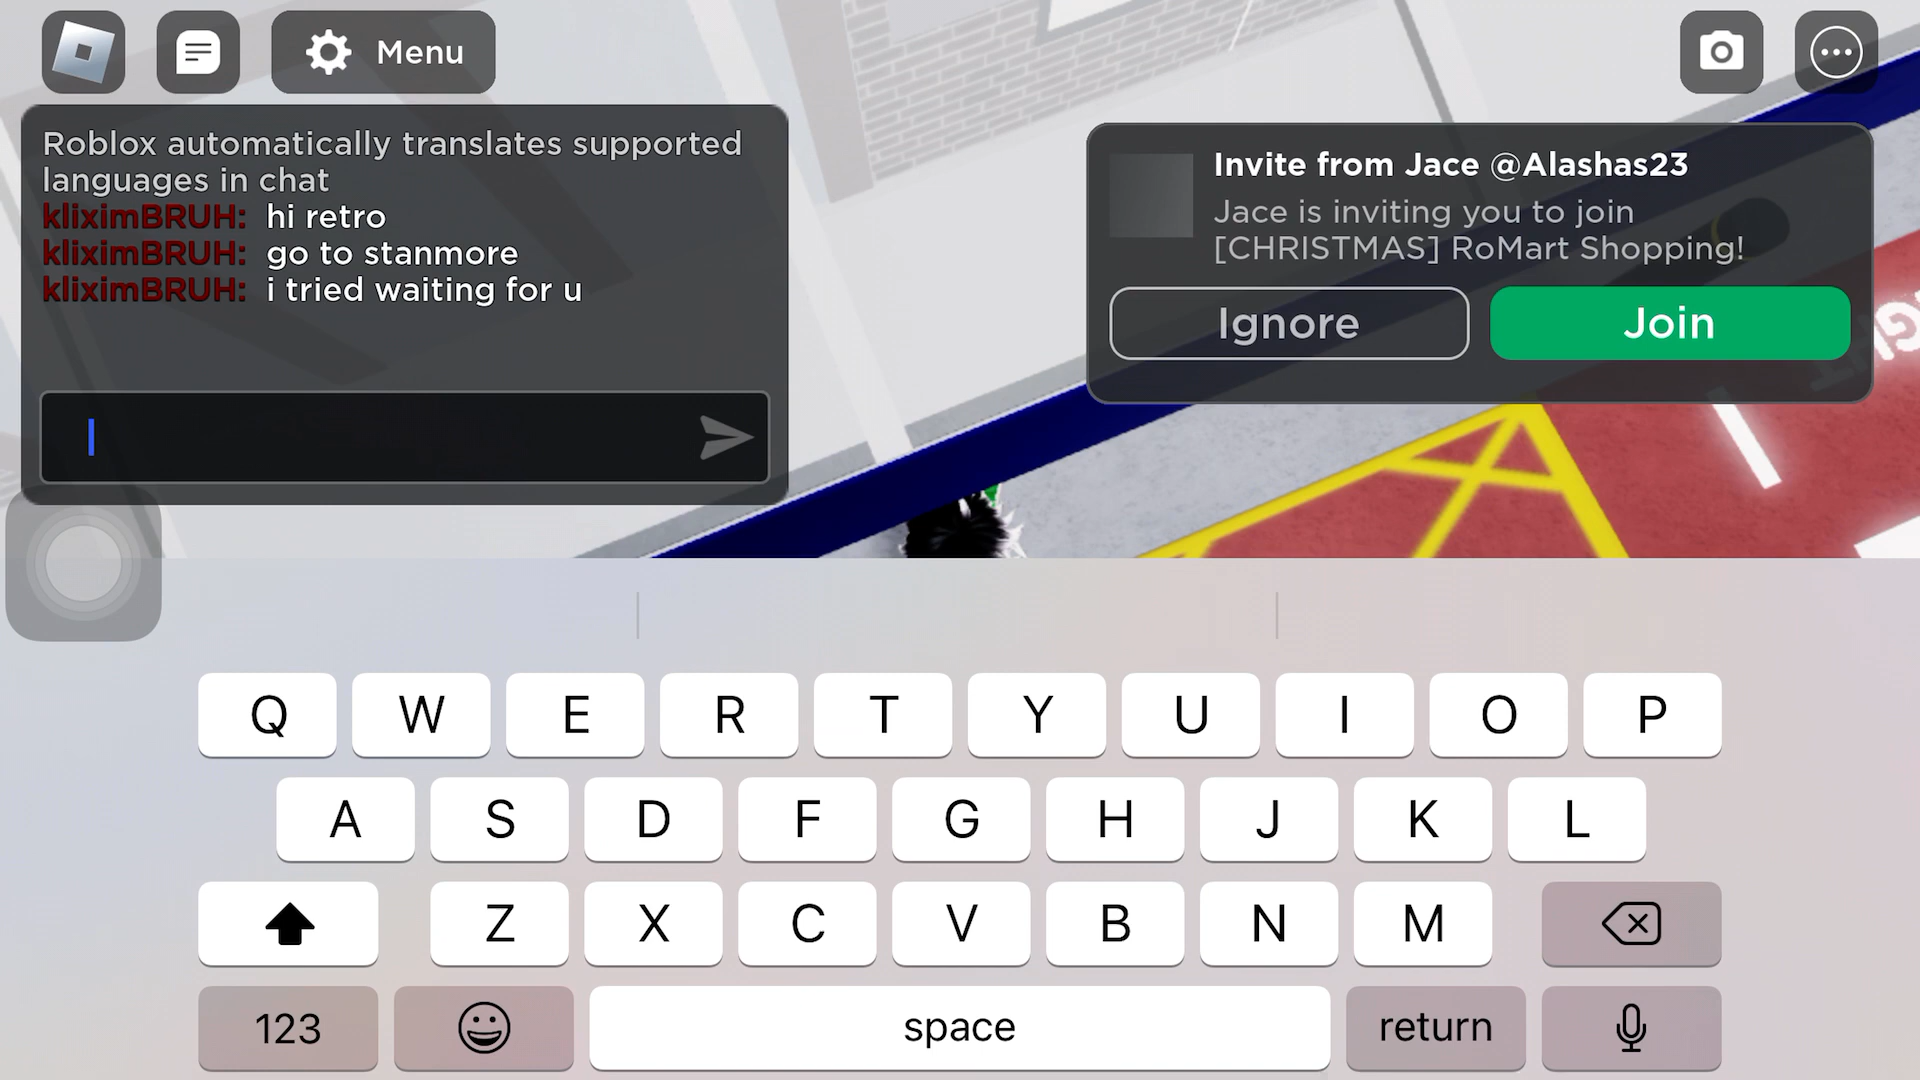 Menu
Roblox automatically translates supported
languages in chat
kliximBRUH: hi retro
kliximBRUH: go to stanmore
kliximBRUH: i tried waiting for u
Invite from Jace @Alashas23
Jace is inviting you to join
[CHRISTMAS] RoMart Shopping!
Ignore Join
Q W E R T Y U I O P
A S D F G H J K L
Z X C V B N M
123 space return